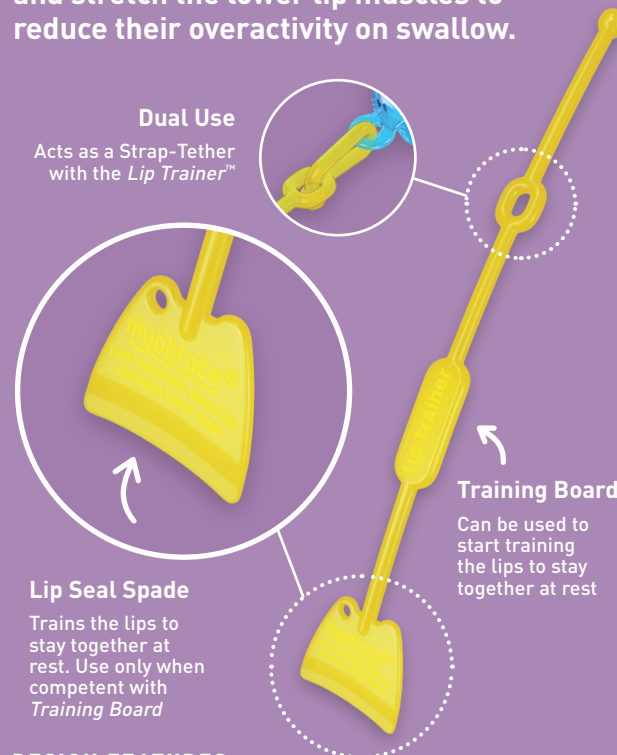 and stretch the lower lip muscles to
reduce their overactivity on swallow.
Dual Use
Acts as a Strap-Tether
with the Lip Trainer™
myobrace®
lip trainer
Training Board
Can be used to
start training
the lips to stay
together at rest
Lip Seal Spade
Trains the lips to
stay together at
rest. Use only when
competent with
Training Board
myobrace®
DESIGN FEATURES